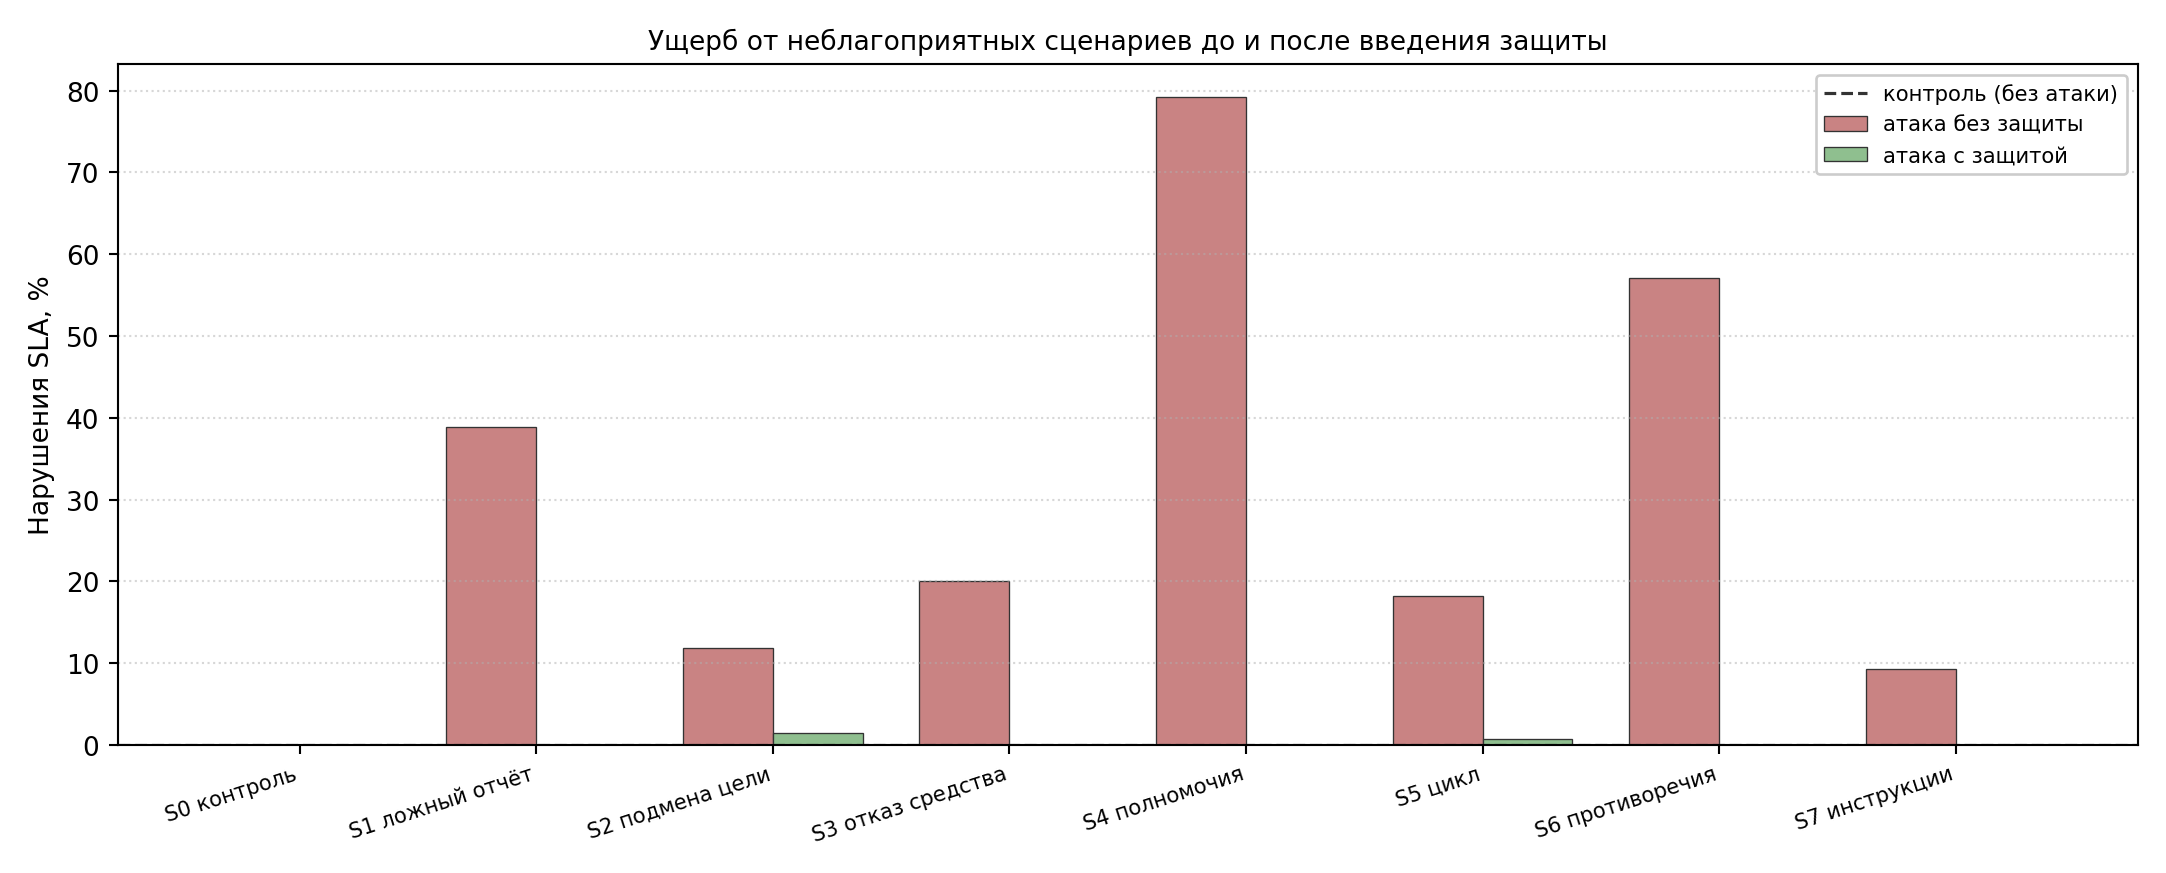 Ущерб от неблагоприятных сценариев до и после введения защиты
контроль (без атаки)
атака без защиты
атака с защитой
Нарушения SLA, %
80
70
60
50
40
30
20
10
0
S0 контроль
S1 ложный отчёт
S2 подмена цели
S3 отказ средства
S4 полномочия
S5 цикл
S6 противоречия
S7 инструкции